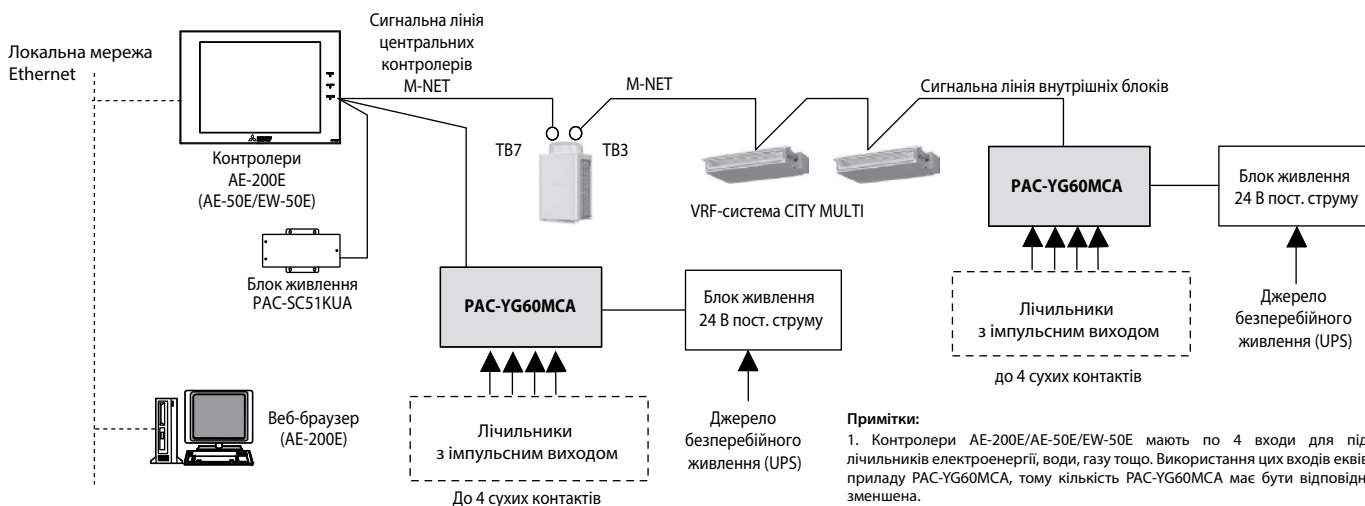 Локальна мережа
Ethernet
Сигнальна лінія
центральних
контролерів
M-NET
M-NET
Сигнальна лінія внутрішніх блоків
Контролери
AE-200E
(AE-50E/EW-50E)
TB7
TB3
VRF-система CITY MULTI
PAC-YG60MCA
Блок живлення
24 В пост. струму
Блок живлення
PAC-SC51KUA
PAC-YG60MCA
Блок живлення
24 В пост. струму
Лічильники
з імпульсним виходом
до 4 сухих контактів
Джерело
безперебійного
живлення (UPS)
Веб-браузер
(AE-200E)
Лічильники
з імпульсним виходом
До 4 сухих контактів
Джерело
безперебійного
живлення (UPS)
Примітки:
1. Контролери AE-200E/AE-50E/EW-50E мають по 4 входи для під
лічильників електроенергії, води, газу тощо. Використання цих входів екві
приладу PAC-YG60MCA, тому кількість PAC-YG60MCA має бути відповідн
зменшена.